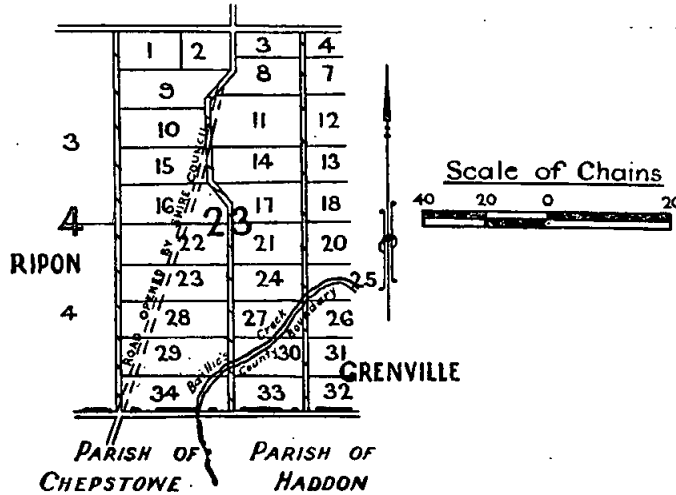 1 2 3 4
8 7
9
10 11 12
3
15 14 13
16 17 18
4 23
22 21 20
RIPON
23 24 25
4
28 27 26
29 30 31
34 33 32
ROAD OPENED BY SHIRE COUNCIL
Baillie's Creek
County Boundary
GRENVILLE
Scale of Chains
40 20 0 20
PARISH OF
CHEPSTOWE
PARISH OF
HADDON